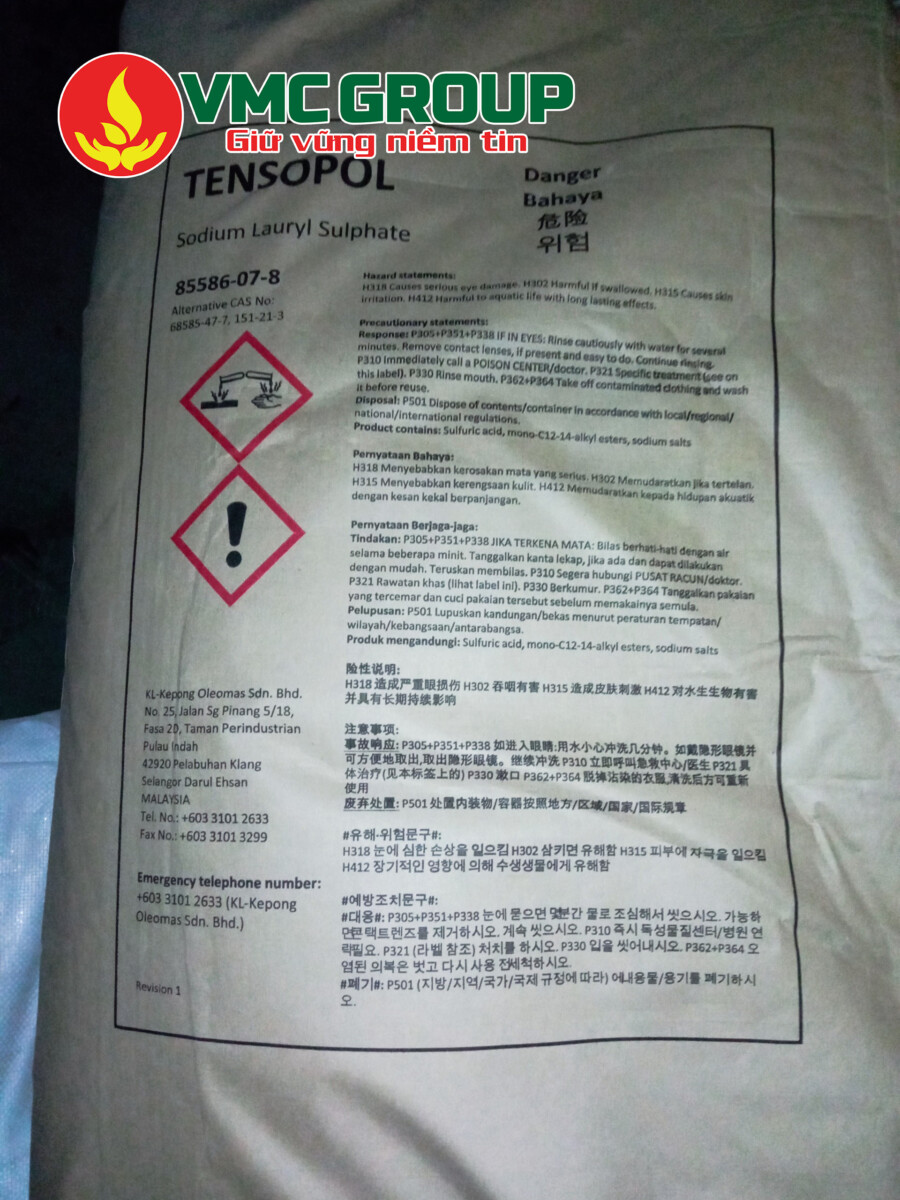 VMC GROUP
Giữ vững niềm tin
TENSOPOL
Sodium Lauryl Sulphate
85586-07-8
Alternative CAS No:
68585-47-7, 151-21-3
Danger
Bahaya
危险
위험
Hazard statements:
H318 Causes serious eye damage. H302 Harmful if swallowed. H315 Causes skin
irritation. H412 Harmful to aquatic life with long lasting effects.
Precautionary statements:
Response: P305+P351+P338 IF IN EYES: Rinse cautiously with water for several
minutes. Remove contact lenses, if present and easy to do. Continue rinsing.
P310 Immediately call a POISON CENTER/doctor. P321 Specific treatment (see on
this label). P330 Rinse mouth. P362+P364 Take off contaminated clothing and wash
it before reuse.
Disposal: P501 Dispose of contents/container in accordance with local/regional/
national/international regulations.
Product contains: Sulfuric acid, mono-C12-14-alkyl esters, sodium salts
Pernyataan Bahaya:
H318 Menyebabkan kerosakan mata yang serius. H302 Memudaratkan jika tertelan.
H315 Menyebabkan kerengsaan kulit. H412 Memudaratkan kepada hidupan akuatik
dengan kesan kekal berpanjangan.
Pernyataan Berjaga-jaga:
Tindakan: P305+P351+P338 JIKA TERKENA MATA: Bilas berhati-hati dengan air
selama beberapa minit. Tanggalkan kanta lekap, jika ada dan dapat dilakukan
dengan mudah. Teruskan membilas. P310 Segera hubungi PUSAT RACUN/doktor.
P321 Rawatan khas (lihat label ini). P330 Berkumur. P362+P364 Tanggalkan pakaian
yang tercemar dan cuci pakaian tersebut sebelum memakainya semula.
Pelupusan: P501 Lupuskan kandungan/bekas menurut peraturan tempatan/
wilayah/kebangsaan/antarabangsa.
Produk mengandungi: Sulfuric acid, mono-C12-14-alkyl esters, sodium salts
险性说明:
H318 造成严重眼损伤 H302 吞咽有害 H315 造成皮肤刺激 H412 对水生生物有害
并具有长期持续影响
注意事项:
事故响应: P305+P351+P338 如进入眼睛:用水小心冲洗几分钟。如戴隐形眼镜并
可方便地取出,取出隐形眼镜。继续冲洗 P310 立即呼叫急救中心/医生 P321 具
体治疗(见本标签上的) P330 漱口 P362+P364 脱掉沾染的衣服,清洗后方可重新
使用
废弃处置: P501 处置内装物/容器按照地方/区域/国家/国际规章
#유해·위험문구#:
H318 눈에 심한 손상을 일으킴 H302 삼키면 유해함 H315 피부에 자극을 일으킴
H412 장기적인 영향에 의해 수생생물에게 유해함
#예방조치문구#:
#대응#: P305+P351+P338 눈에 묻으면 몇분간 물로 조심해서 씻으시오. 가능하
면콘택트렌즈를 제거하시오. 계속 씻으시오. P310 즉시 독성물질센터/병원 연
락필요. P321 (라벨 참조) 처치를 하시오. P330 입을 씻어내시오. P362+P364 오
염된 의복은 벗고 다시 사용 전세척하시오.
#폐기#: P501 (지방/지역/국가/국제 규정에 따라) 에내용물/용기를 폐기하시
오.
KL-Kepong Oleomas Sdn. Bhd.
No. 25, Jalan Sg Pinang 5/18,
Fasa 2D, Taman Perindustrian
Pulau Indah
42920 Pelabuhan Klang
Selangor Darul Ehsan
MALAYSIA
Tel. No.: +603 3101 2633
Fax No.: +603 3101 3299
Emergency telephone number:
+603 3101 2633 (KL-Kepong
Oleomas Sdn. Bhd.)
Revision 1